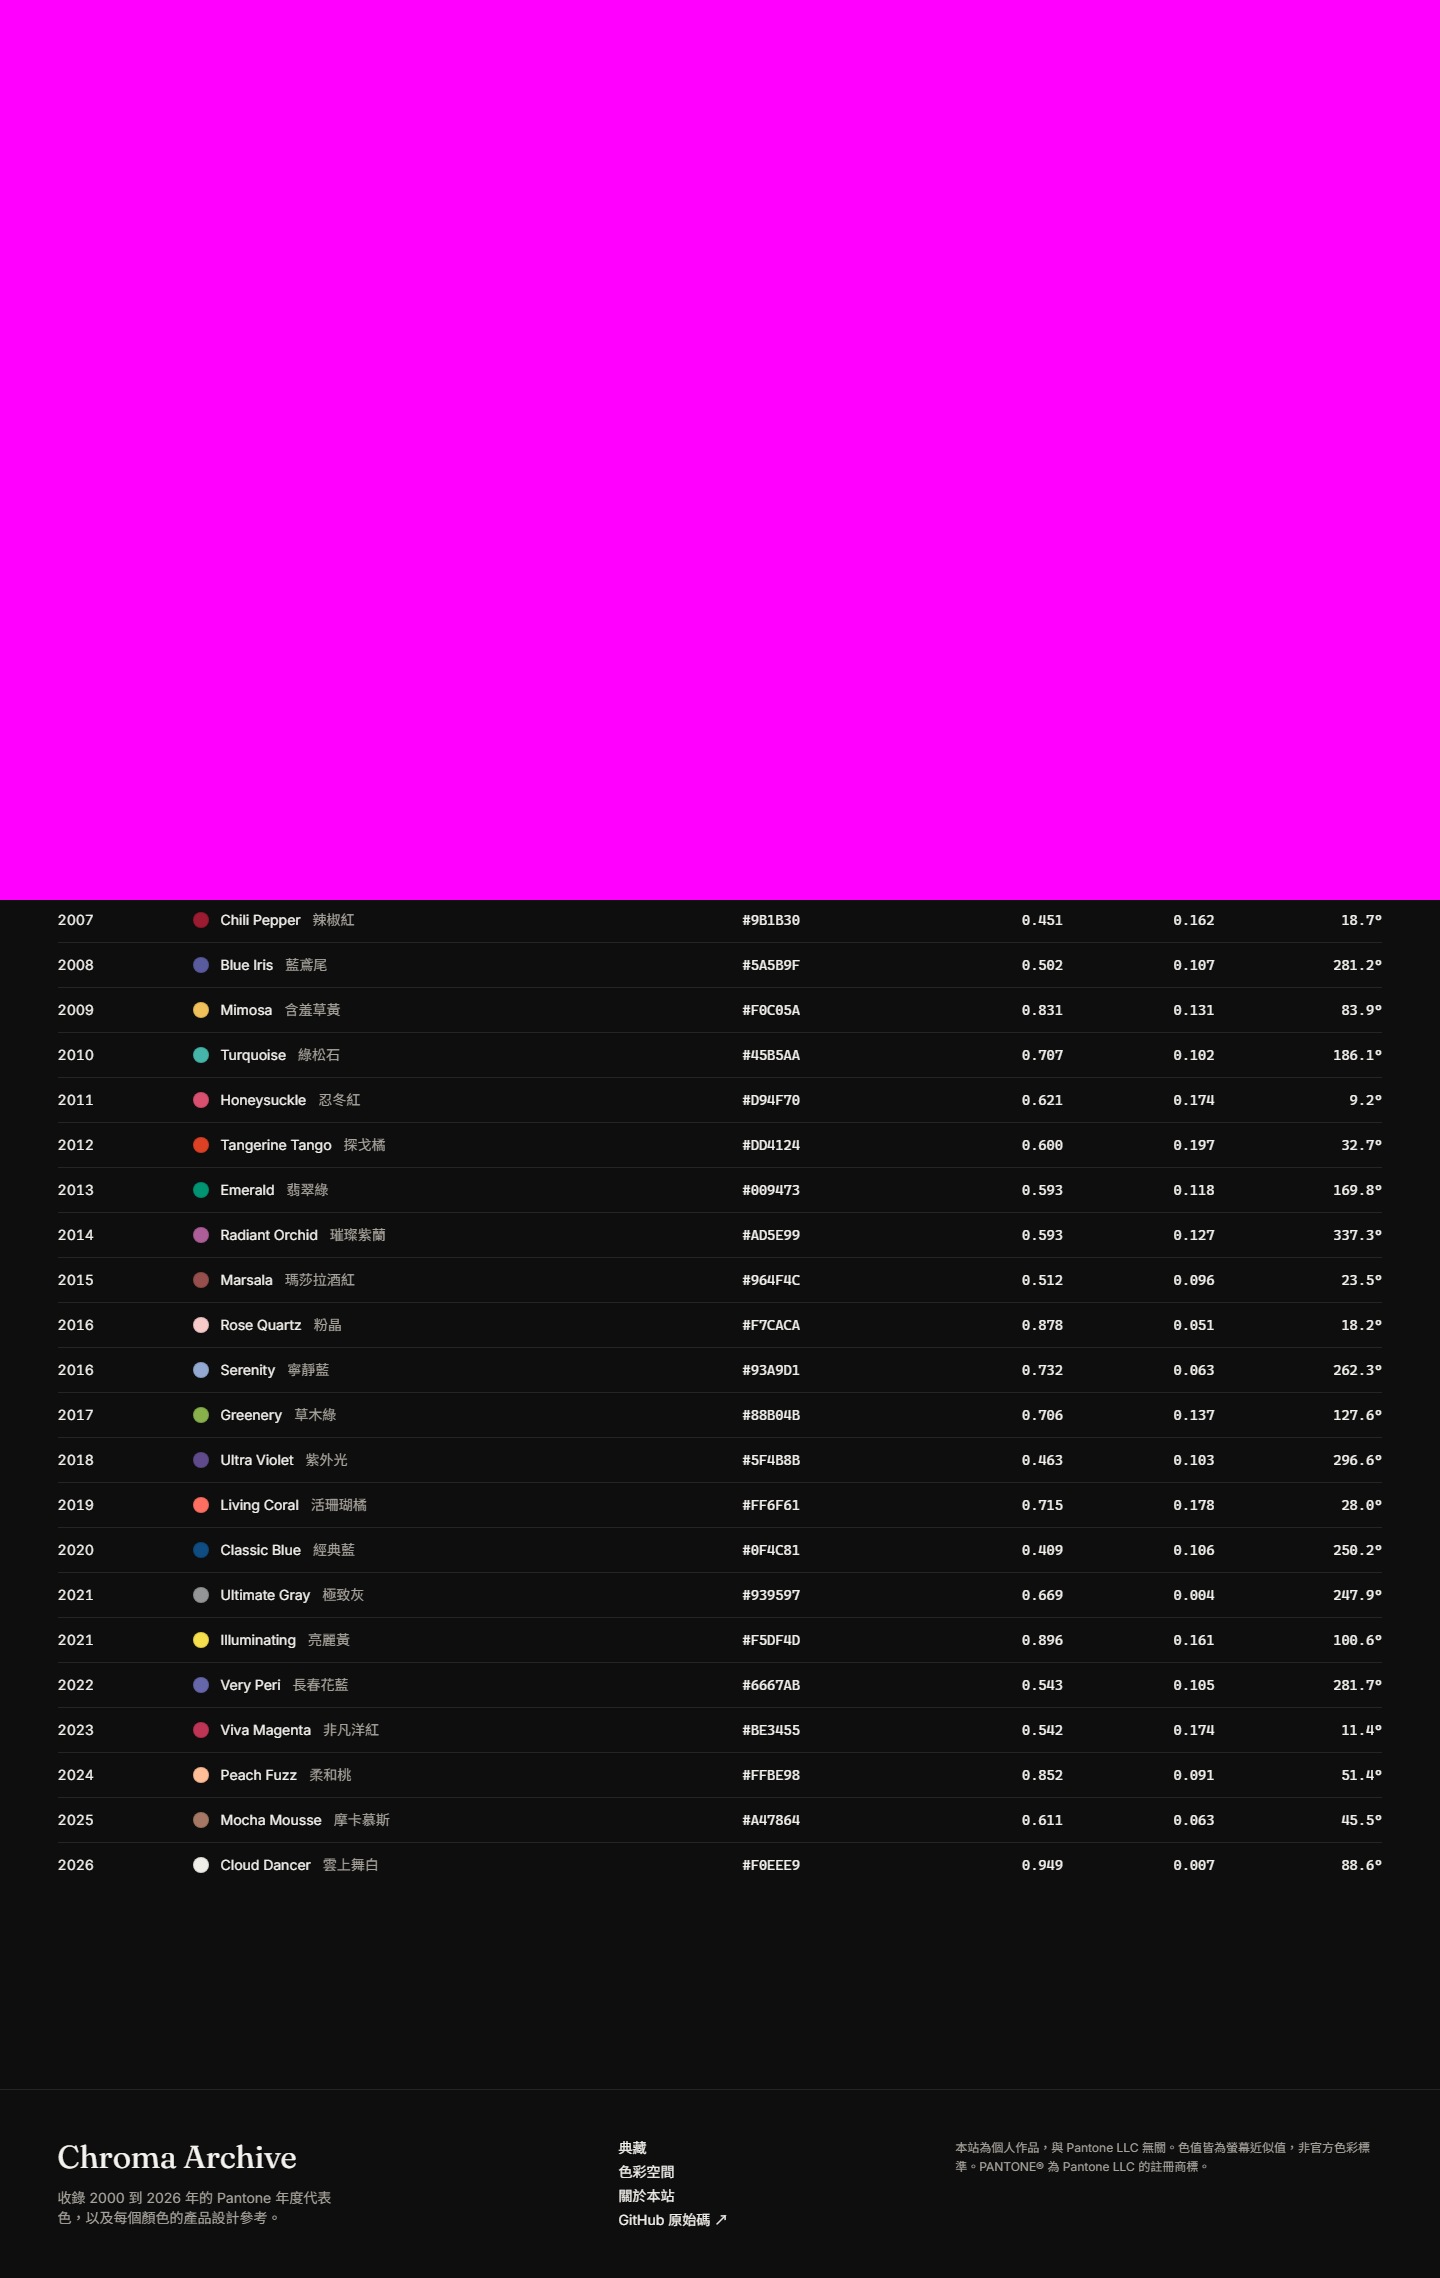 2007 Chili Pepper 辣椒紅 #9B1B30 0.451 0.162 18.7°
2008 Blue Iris 藍鳶尾 #5A5B9F 0.502 0.107 281.2°
2009 Mimosa 含羞草黃 #F0C05A 0.831 0.131 83.9°
2010 Turquoise 綠松石 #45B5AA 0.707 0.102 186.1°
2011 Honeysuckle 忍冬紅 #D94F70 0.621 0.174 9.2°
2012 Tangerine Tango 探戈橘 #DD4124 0.600 0.197 32.7°
2013 Emerald 翡翠綠 #009473 0.593 0.118 169.8°
2014 Radiant Orchid 璀璨紫蘭 #AD5E99 0.593 0.127 337.3°
2015 Marsala 瑪莎拉酒紅 #964F4C 0.512 0.096 23.5°
2016 Rose Quartz 粉晶 #F7CACA 0.878 0.051 18.2°
2016 Serenity 寧靜藍 #93A9D1 0.732 0.063 262.3°
2017 Greenery 草木綠 #88B04B 0.706 0.137 127.6°
2018 Ultra Violet 紫外光 #5F4B8B 0.463 0.103 296.6°
2019 Living Coral 活珊瑚橘 #FF6F61 0.715 0.178 28.0°
2020 Classic Blue 經典藍 #0F4C81 0.409 0.106 250.2°
2021 Ultimate Gray 極致灰 #939597 0.669 0.004 247.9°
2021 Illuminating 亮麗黃 #F5DF4D 0.896 0.161 100.6°
2022 Very Peri 長春花藍 #6667AB 0.543 0.105 281.7°
2023 Viva Magenta 非凡洋紅 #BE3455 0.542 0.174 11.4°
2024 Peach Fuzz 柔和桃 #FFBE98 0.852 0.091 51.4°
2025 Mocha Mousse 摩卡慕斯 #A47864 0.611 0.063 45.5°
2026 Cloud Dancer 雲上舞白 #F0EEE9 0.949 0.007 88.6°
Chroma Archive
收錄 2000 到 2026 年的 Pantone 年度代表
色，以及每個顏色的產品設計參考。
典藏
色彩空間
關於本站
GitHub 原始碼 ↗
本站為個人作品，與 Pantone LLC 無關。色值皆為螢幕近似值，非官方色彩標
準。PANTONE® 為 Pantone LLC 的註冊商標。